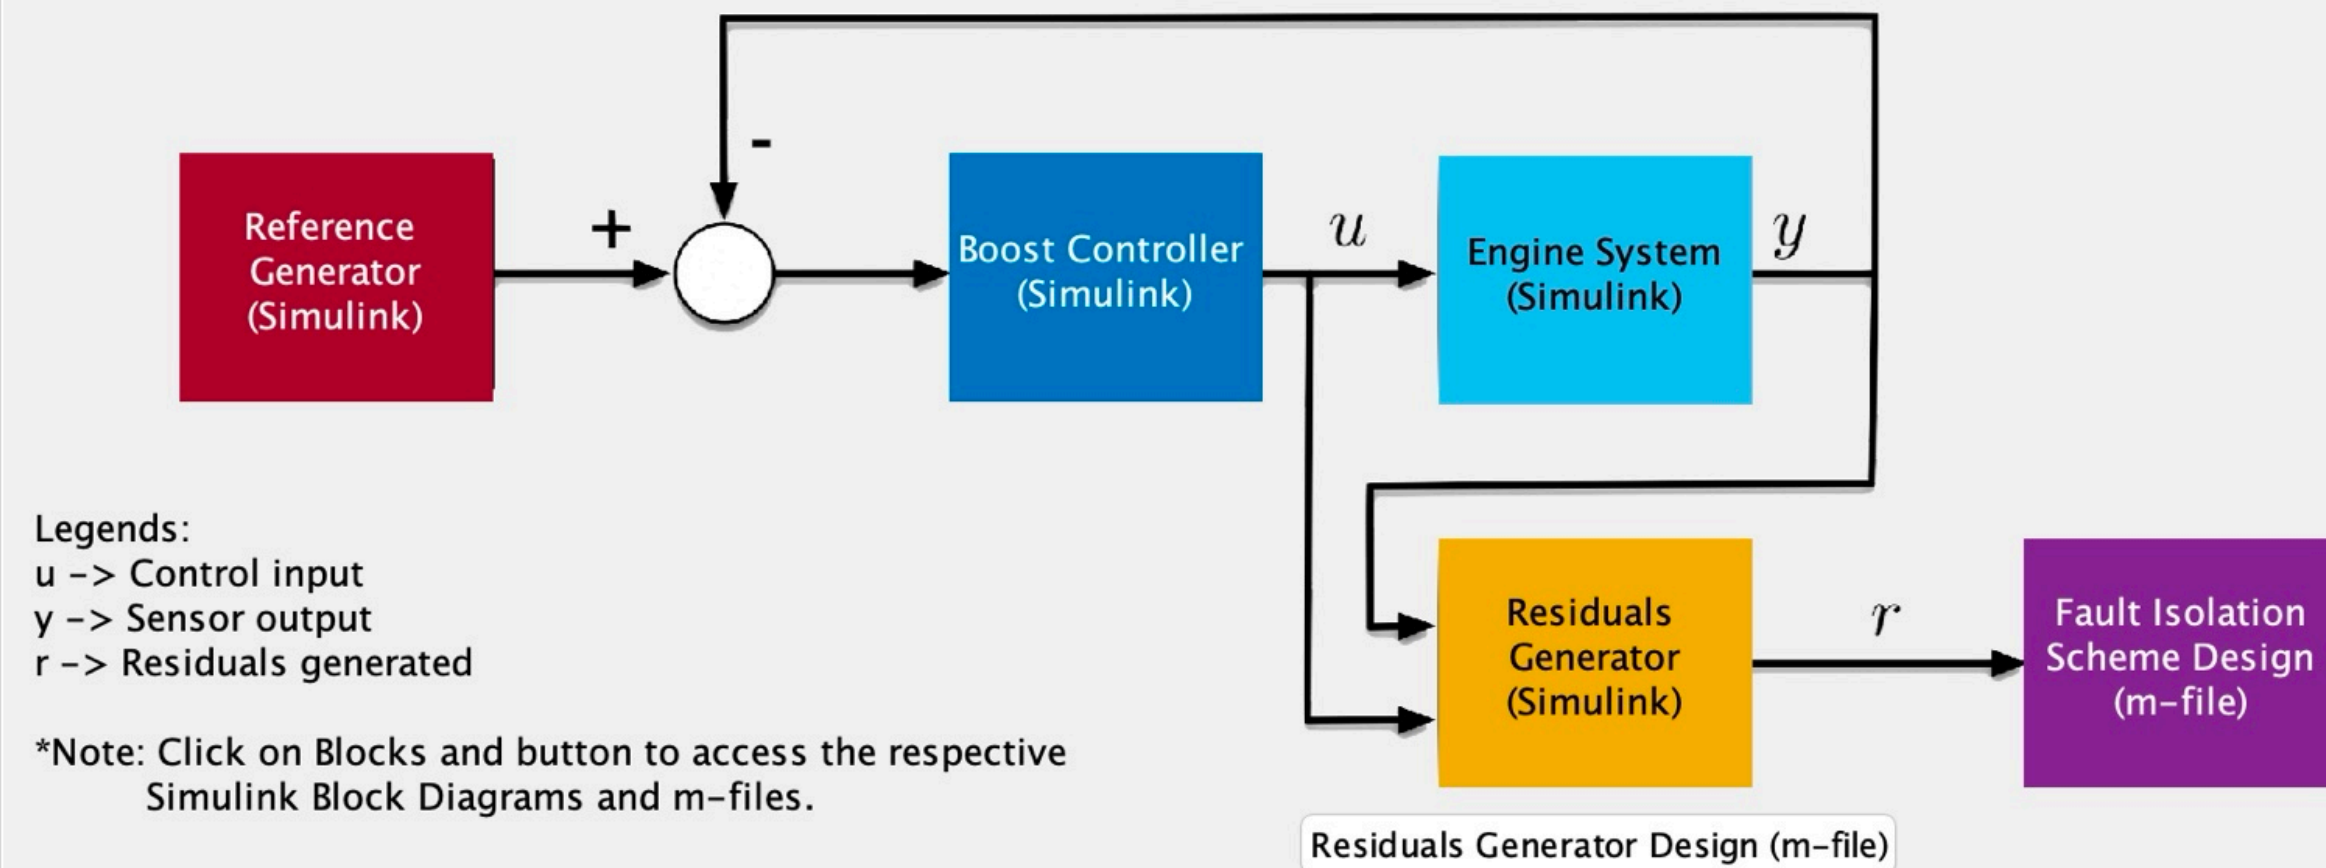 -
+
Reference
Generator
(Simulink)
Boost Controller
(Simulink)
u
Engine System
(Simulink)
y
Legends:
u -> Control input
y -> Sensor output
r -> Residuals generated
*Note: Click on Blocks and button to access the respective
Simulink Block Diagrams and m-files.
Residuals
Generator
(Simulink)
r
Fault Isolation
Scheme Design
(m-file)
Residuals Generator Design (m-file)